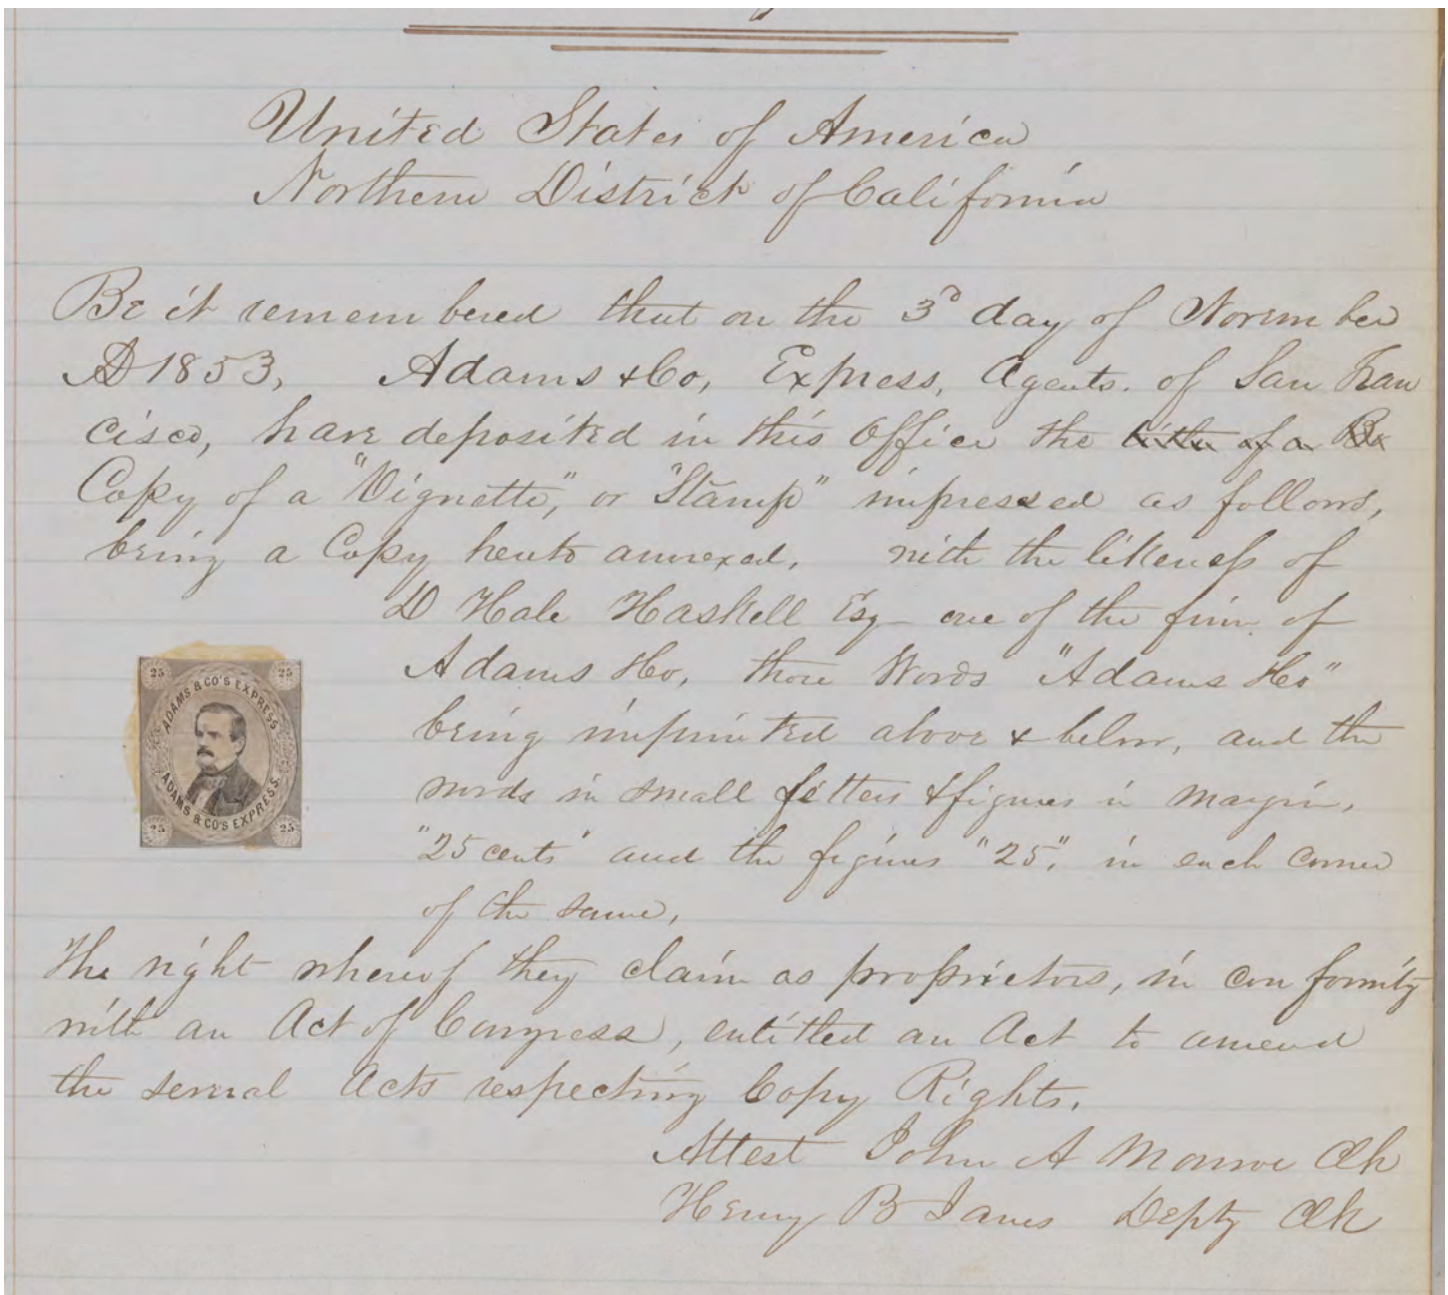 United States of America
Northern District of California
Be it remembered that on the 3d day of November
AD 1853, Adams & Co, Express, Agents. of San Fran
cisco, have deposited in this Office the title of a Bo
Copy of a "Vignette," or "Stamp" impressed as follows,
being a Copy hereto annexed, with the likeness of
D Hale Haskell Esq one of the firm of
Adams & Co, those Words "Adams & Co"
being imprinted above & below, and the
words in small letters & figures in margin,
"25 cents" and the figures "25", in each corner
of the same,
25 25
ADAMS & CO'S EXPRESS
ADAMS & CO'S EXPRESS.
25 25
The right whereof they claim as proprietors, in conformity
with an Act of Congress, entitled an Act to amend
the several Acts respecting Copy Rights.
Attest John A Monroe Clk
Henry B Janes Depty Clk